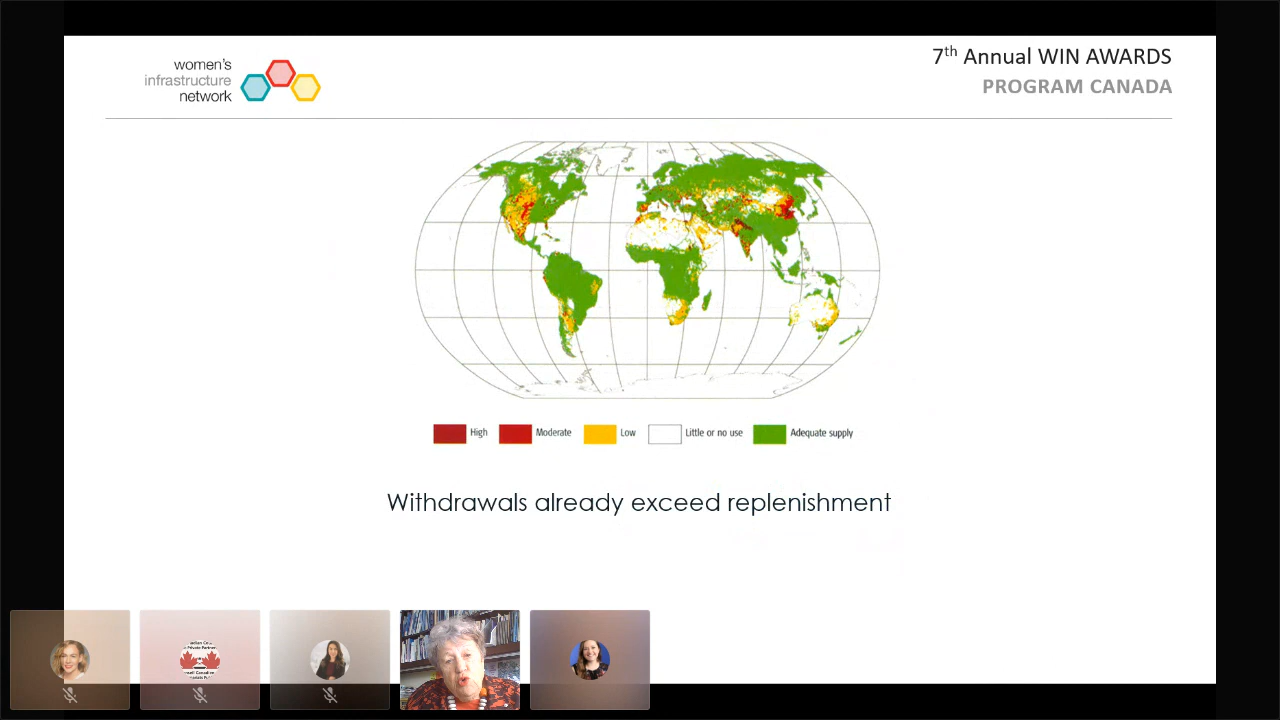 women's
infrastructure
network
7th Annual WIN AWARDS
PROGRAM CANADA
High
Moderate
Low
Little or no use
Adequate supply
Withdrawals already exceed replenishment